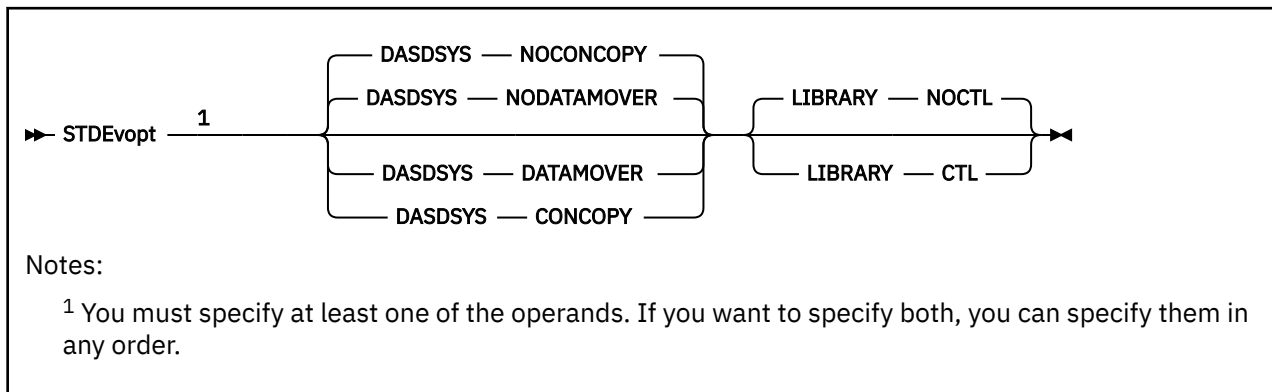 DASDSYS — NOCONCOPY
DASDSYS — NODATAMOVER LIBRARY — NOCTL
STDEvopt 1
DASDSYS — DATAMOVER LIBRARY — CTL
DASDSYS — CONCOPY
Notes:
1 You must specify at least one of the operands. If you want to specify both, you can specify them in
any order.